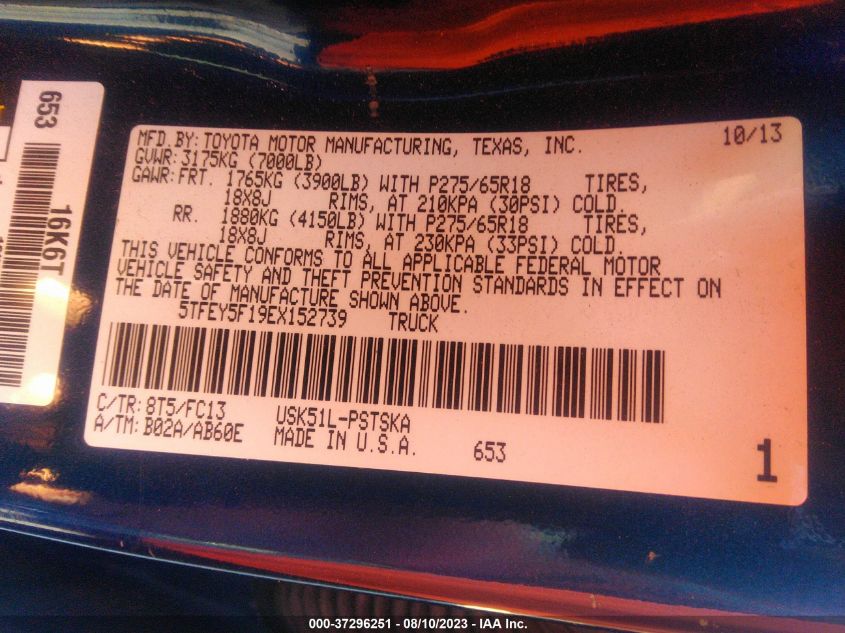 653
16K6T
MFD.BY: TOYOTA MOTOR MANUFACTURING, TEXAS, INC. 10/13
GVWR: 3175KG (7000LB)
GAWR: FRT. 1765KG (3900LB) WITH P275/65R18 TIRES,
18X8J RIMS, AT 210KPA (30PSI) COLD.
RR. 1880KG (4150LB) WITH P275/65R18 TIRES,
18X8J RIMS, AT 230KPA (33PSI) COLD.
THIS VEHICLE CONFORMS TO ALL APPLICABLE FEDERAL MOTOR
VEHICLE SAFETY AND THEFT PREVENTION STANDARDS IN EFFECT ON
THE DATE OF MANUFACTURE SHOWN ABOVE.
5TFEY5F19EX152739 TRUCK
C/TR: 8T5/FC13 USK51L-PSTSKA
A/TM: B02A/AB60E MADE IN U.S.A. 653
1
000-37296251 - 08/10/2023 - IAA Inc.